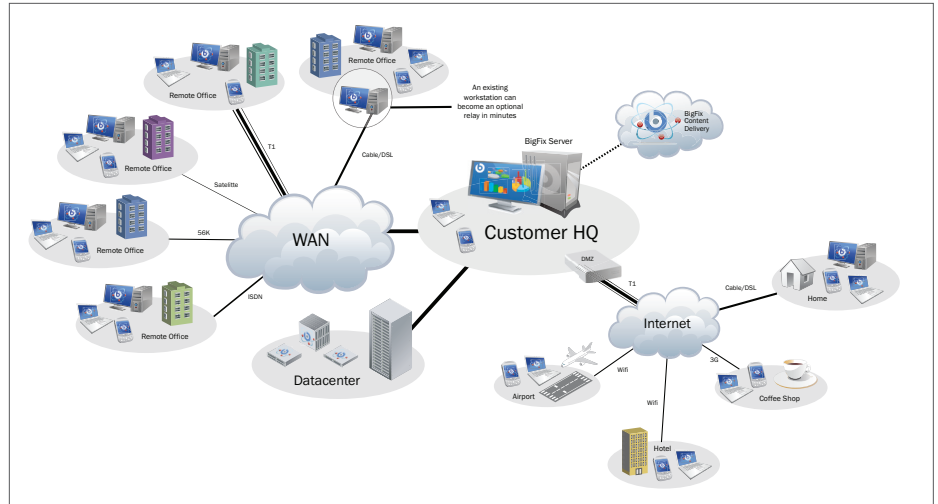 Remote Office
Remote Office
An existing
workstation can
become an optional
relay in minutes
BigFix
Content
Delivery
BigFix Server
T1
Cable/DSL
Remote Office
Satelitte
WAN
Customer HQ
56K
Remote Office
DMZ
T1
Cable/DSL
Home
ISDN
Remote Office
Internet
Datacenter
Wifi
3G
Airport
Coffee Shop
Wifi
Hotel